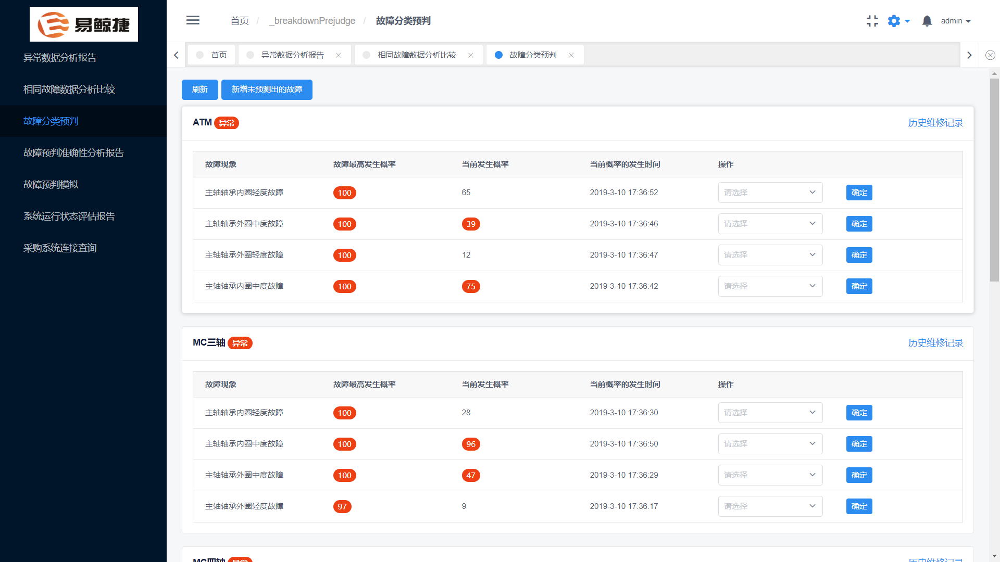 易鲸捷
异常数据分析报告
相同故障数据分析比较
故障分类预判
故障预判准确性分析报告
故障预判模拟
系统运行状态评估报告
采购系统连接查询
首页 / _breakdownPrejudge / 故障分类预判
admin
首页 异常数据分析报告 相同故障数据分析比较 故障分类预判
刷新 新增未预测出的故障
ATM 异常 历史维修记录
故障现象 故障最高发生概率 当前发生概率 当前概率的发生时间 操作
主轴轴承内圈轻度故障 100 65 2019-3-10 17:36:52 请选择 确定
主轴轴承外圈中度故障 100 39 2019-3-10 17:36:46 请选择 确定
主轴轴承外圈轻度故障 100 12 2019-3-10 17:36:47 请选择 确定
主轴轴承内圈中度故障 100 75 2019-3-10 17:36:42 请选择 确定
MC三轴 异常 历史维修记录
故障现象 故障最高发生概率 当前发生概率 当前概率的发生时间 操作
主轴轴承内圈轻度故障 100 28 2019-3-10 17:36:30 请选择 确定
主轴轴承内圈中度故障 100 96 2019-3-10 17:36:50 请选择 确定
主轴轴承外圈中度故障 100 47 2019-3-10 17:36:29 请选择 确定
主轴轴承外圈轻度故障 97 9 2019-3-10 17:36:17 请选择 确定
MC四轴 异常 历史维修记录